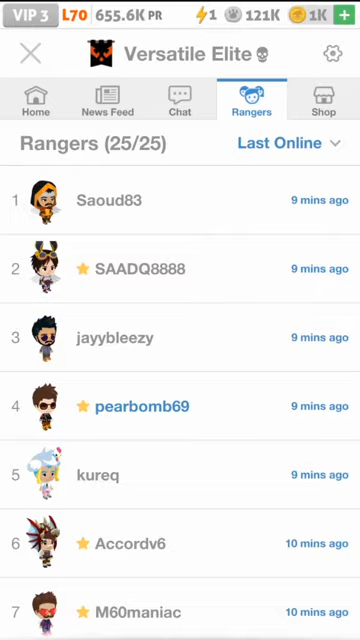 VIP 3 L70 655.6K PR 1 121K 1K
Versatile Elite
Home News Feed Chat Rangers Shop
Rangers (25/25) Last Online
1 Saoud83 9 mins ago
2 SAADQ8888 9 mins ago
3 jayybleezy 9 mins ago
4 pearbomb69 9 mins ago
5 kureq 9 mins ago
6 Accordv6 10 mins ago
7 M60maniac 10 mins ago